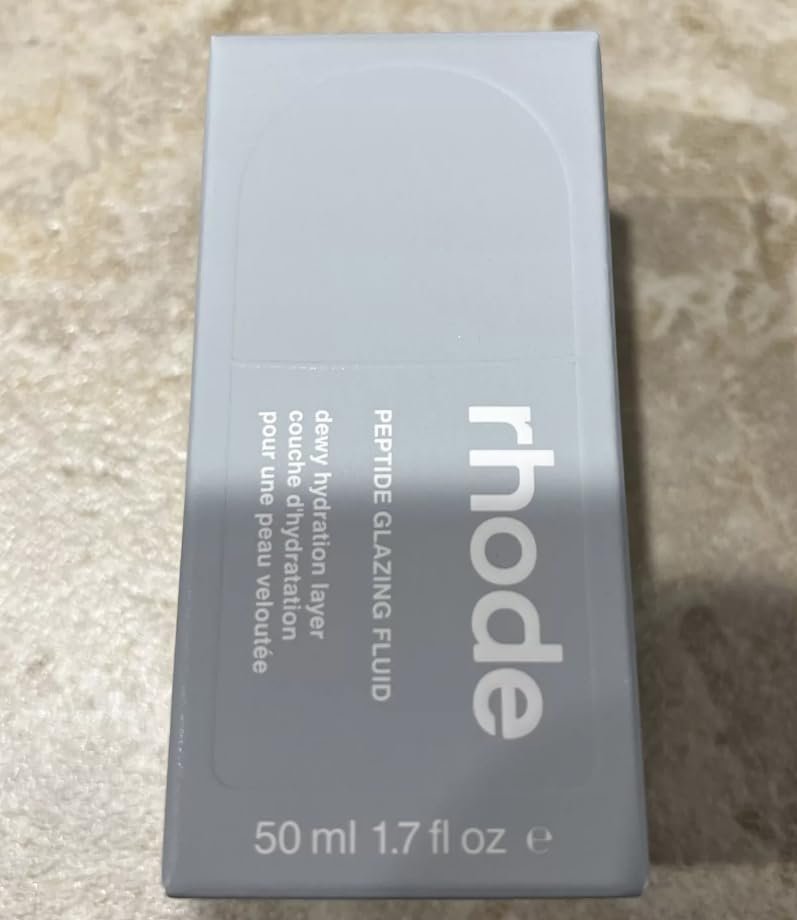 rhode
PEPTIDE GLAZING FLUID
dewy hydration layer
couche d'hydratation
pour une peau veloutée
50 ml 1.7 fl oz ℮